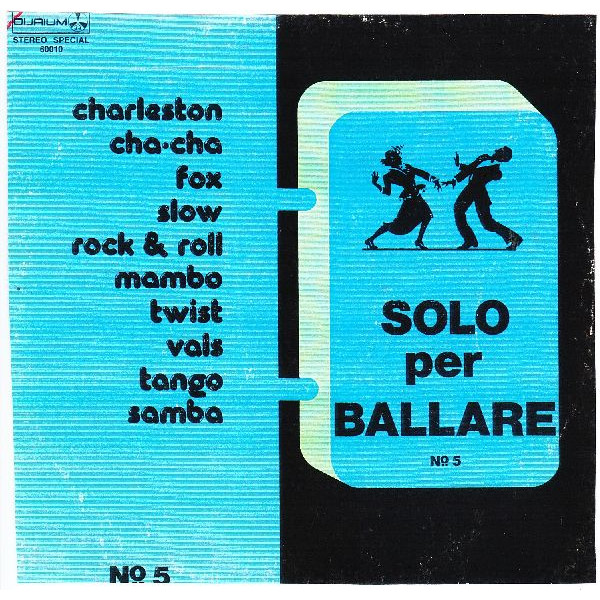 DURIUM
STEREO SPECIAL
60010
charleston
cha•cha
fox
slow
rock & roll
mambo
twist
vals
tango
samba
Nº 5
SOLO
per
BALLARE
Nº 5